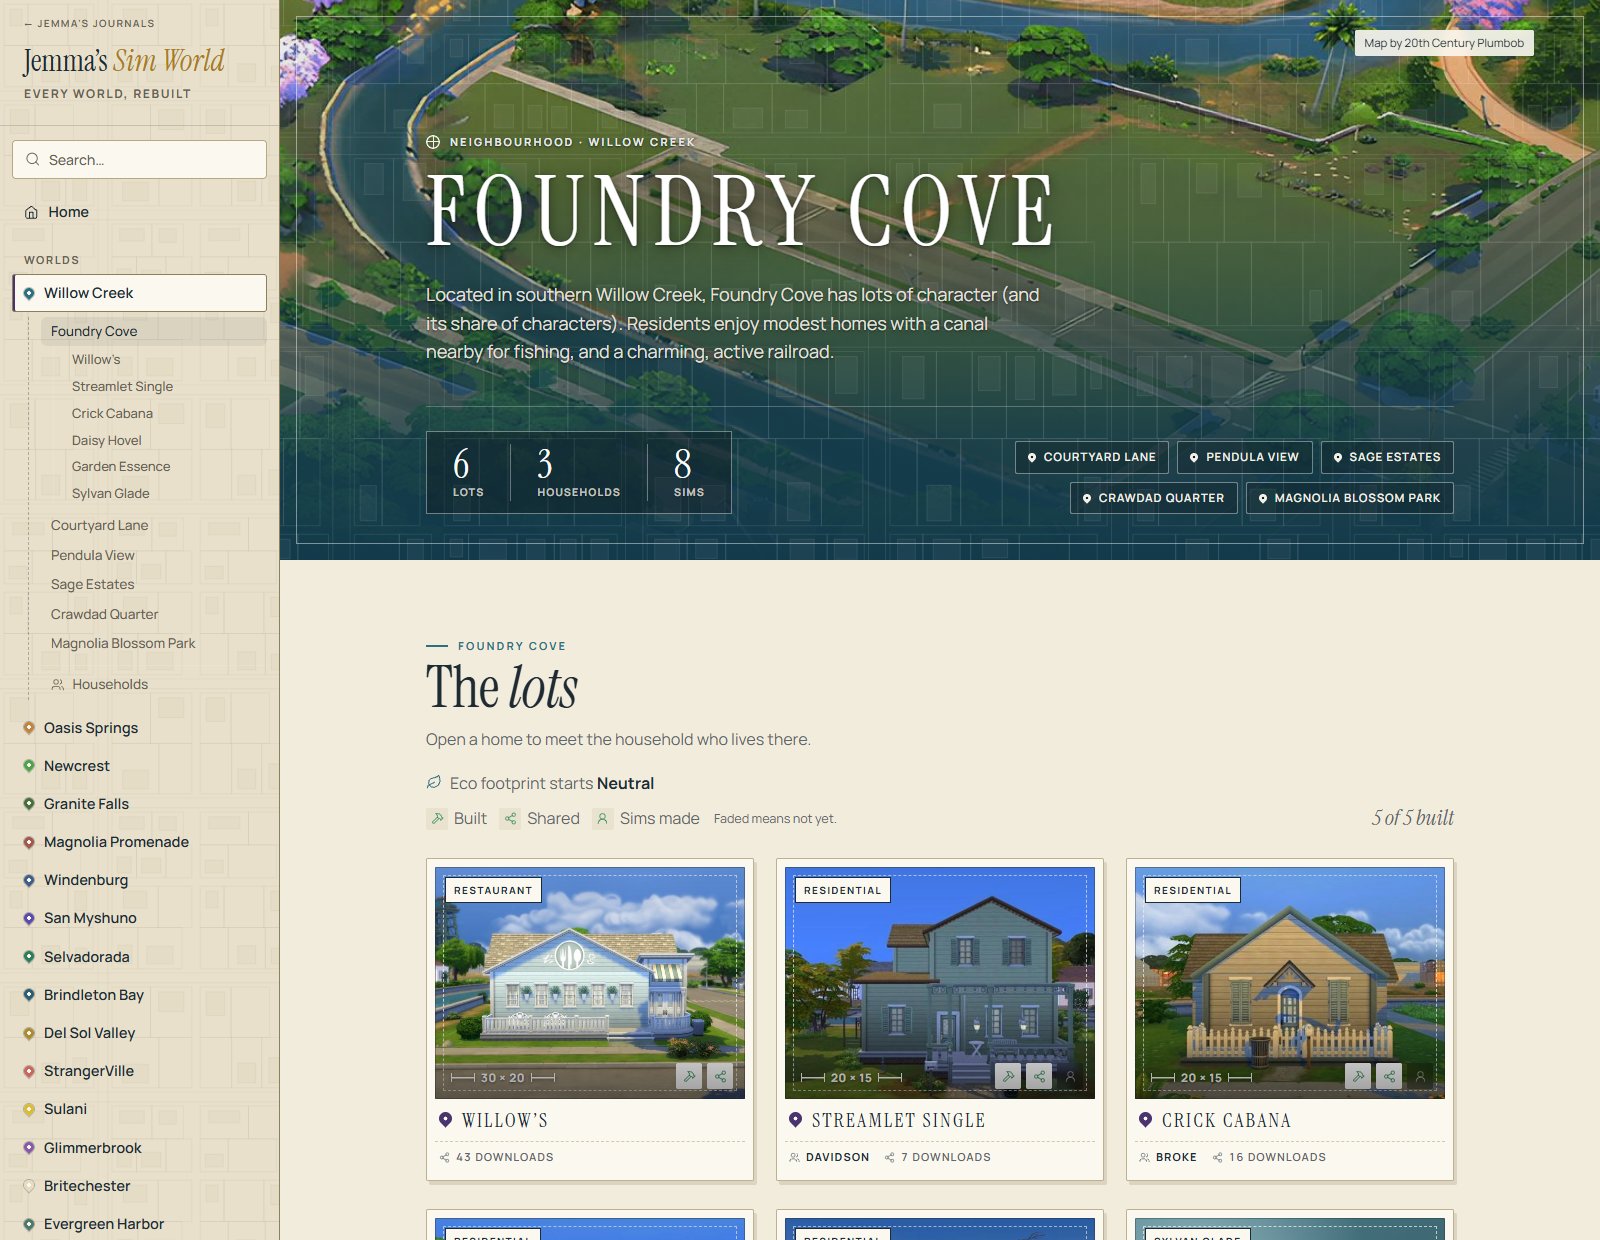 ← JEMMA'S JOURNALS
Jemma's Sim World
EVERY WORLD, REBUILT
Search...
Home
WORLDS
Willow Creek
Foundry Cove
Willow's
Streamlet Single
Crick Cabana
Daisy Hovel
Garden Essence
Sylvan Glade
Courtyard Lane
Pendula View
Sage Estates
Crawdad Quarter
Magnolia Blossom Park
Households
Oasis Springs
Newcrest
Granite Falls
Magnolia Promenade
Windenburg
San Myshuno
Selvadorada
Brindleton Bay
Del Sol Valley
StrangerVille
Sulani
Glimmerbrook
Britechester
Evergreen Harbor
Map by 20th Century Plumbob
NEIGHBOURHOOD · WILLOW CREEK
FOUNDRY COVE
Located in southern Willow Creek, Foundry Cove has lots of character (and
its share of characters). Residents enjoy modest homes with a canal
nearby for fishing, and a charming, active railroad.
6 LOTS
3 HOUSEHOLDS
8 SIMS
COURTYARD LANE
PENDULA VIEW
SAGE ESTATES
CRAWDAD QUARTER
MAGNOLIA BLOSSOM PARK
FOUNDRY COVE
The lots
Open a home to meet the household who lives there.
Eco footprint starts Neutral
Built Shared Sims made Faded means not yet.
5 of 5 built
RESTAURANT
30 × 20
WILLOW'S
43 DOWNLOADS
RESIDENTIAL
20 × 15
STREAMLET SINGLE
DAVIDSON 7 DOWNLOADS
RESIDENTIAL
20 × 15
CRICK CABANA
BROKE 16 DOWNLOADS
RESIDENTIAL
RESIDENTIAL
SYLVAN GLADE